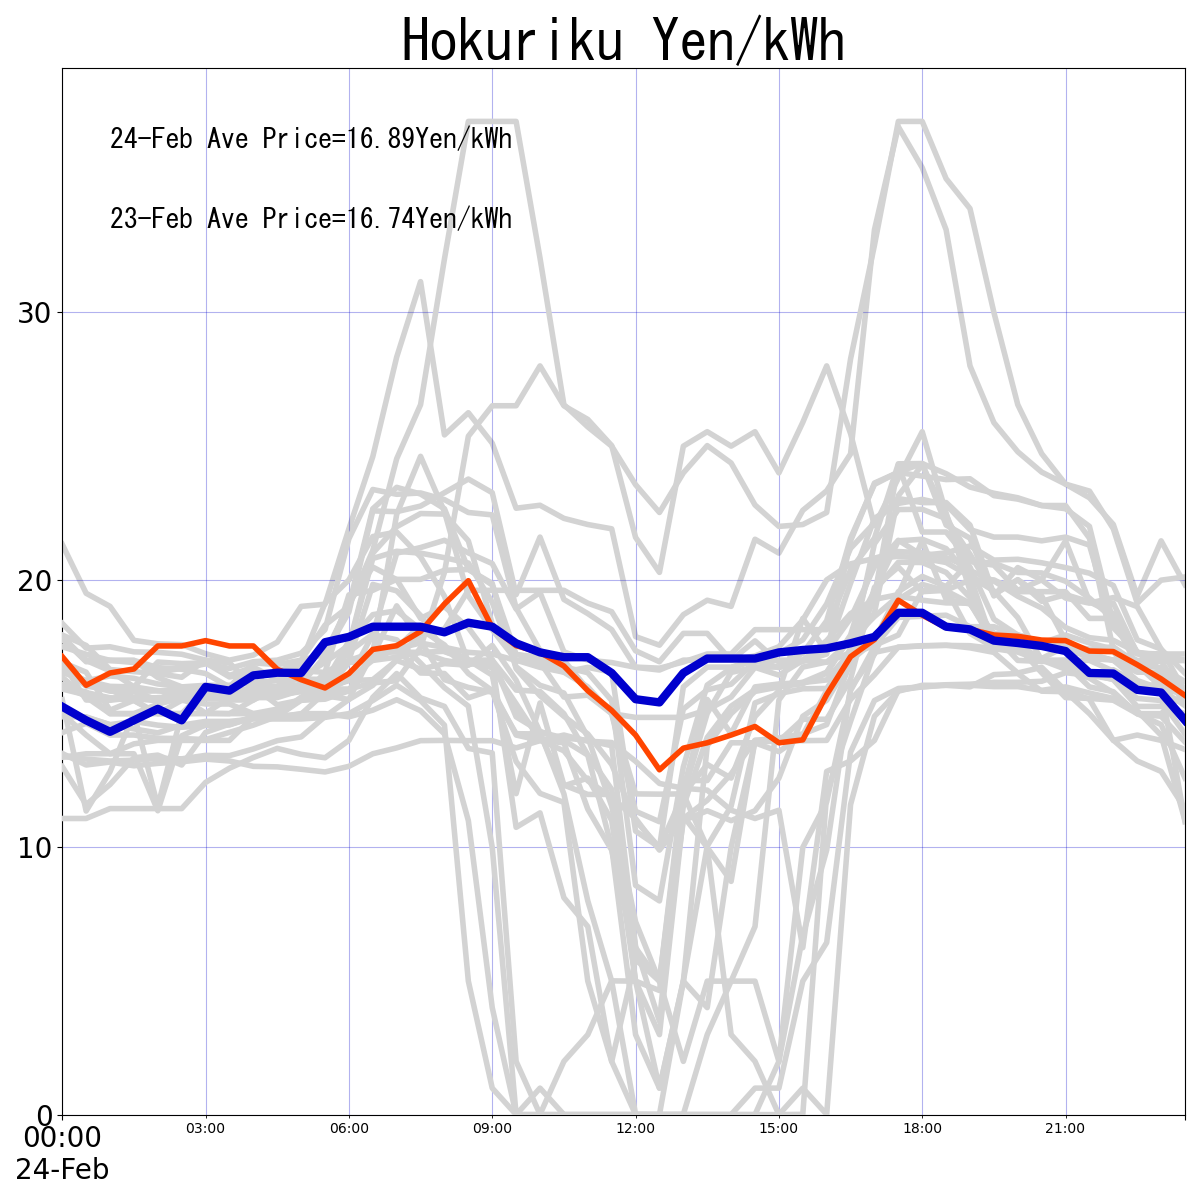 Hokuriku Yen/kWh
24-Feb Ave Price=16.89Yen/kWh
23-Feb Ave Price=16.74Yen/kWh
30
20
10
0
00:00 03:00 06:00 09:00 12:00 15:00 18:00 21:00
24-Feb